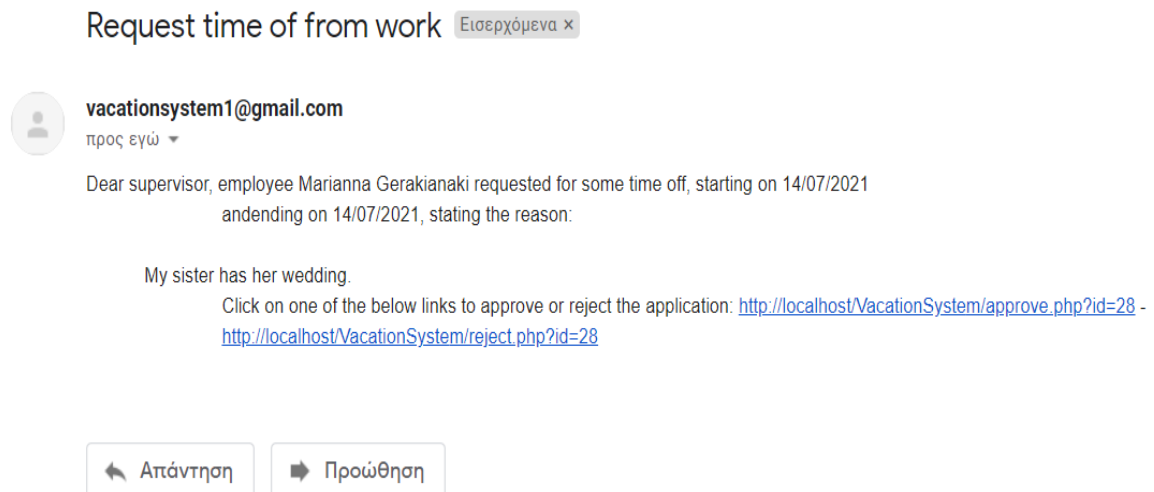 Request time of from work Εισερχόμενα ×
vacationsystem1@gmail.com
προς εγώ
Dear supervisor, employee Marianna Gerakianaki requested for some time off, starting on 14/07/2021
andending on 14/07/2021, stating the reason:
My sister has her wedding.
Click on one of the below links to approve or reject the application: http://localhost/VacationSystem/approve.php?id=28 -
http://localhost/VacationSystem/reject.php?id=28
Απάντηση Προώθηση